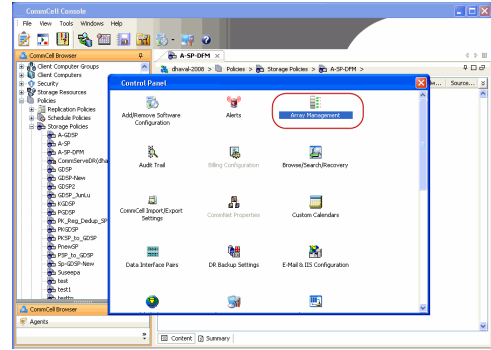 CommCell Console
File View Tools Windows Help
CommCell Browser
A-SP-DFM
dhaval-2008 > Policies > Storage Policies > A-SP-DFM >
Client Computer Groups
Client Computers
Security
Storage Resources
Policies
Replication Policies
Schedule Policies
Storage Policies
A-GDSP
A-SP
A-SP-DFM
CommServeDR(dha
GDSP
GDSP-New
GDSP2
GDSP_JunLu
KGDSP
PGDSP
PK_Reg_Dedup_SP
PKGDSP
PKSP_to_GDSP
PnewSP
PSP_to_GDSP
Sp-GDSP-New
Suseepa
test
test1
Source...
Control Panel
Add/Remove Software Configuration
Alerts
Array Management
Audit Trail
Billing Configuration
Browse/Search/Recovery
CommCell Import/Export Settings
CommNet Properties
Custom Calendars
Data Interface Pairs
DR Backup Settings
E-Mail & IIS Configuration
CommCell Browser
Agents
Content
Summary